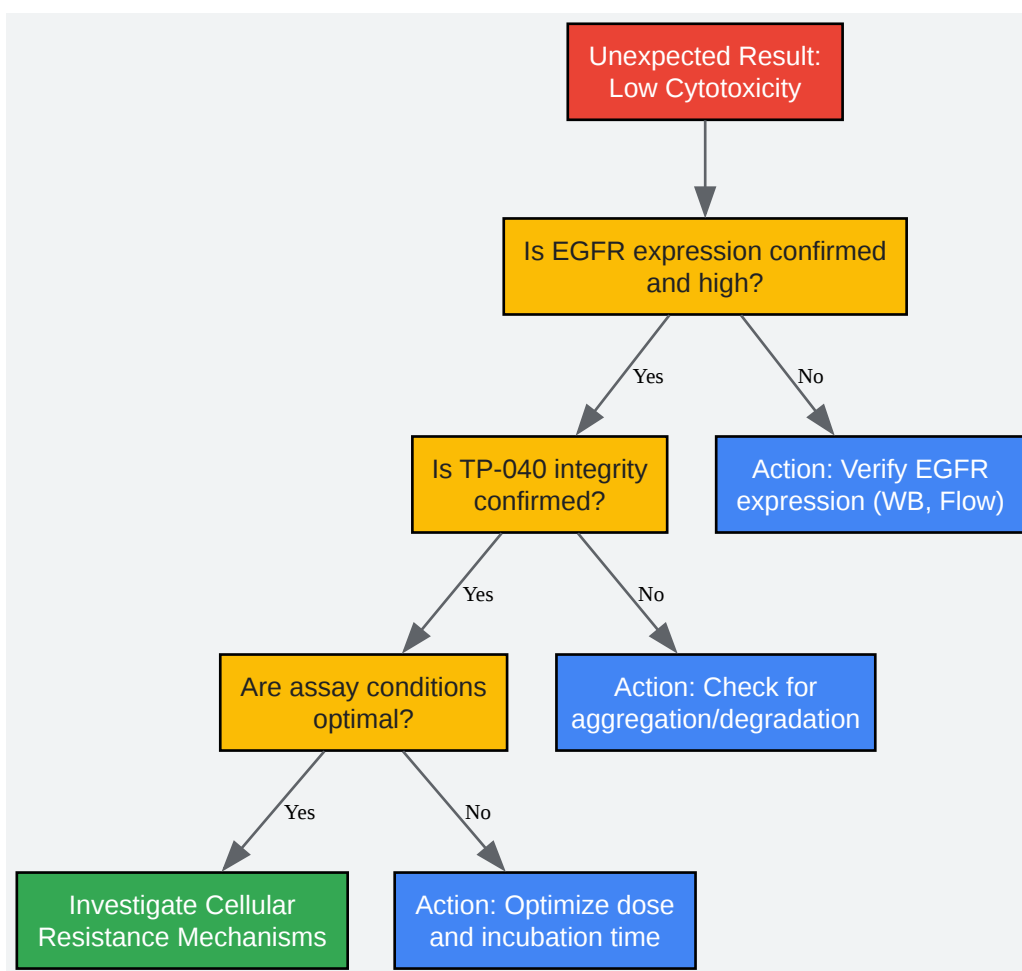 Unexpected Result:
Low Cytotoxicity
Is EGFR expression confirmed
and high?
Yes
No
Is TP-040 integrity
confirmed?
Action: Verify EGFR
expression (WB, Flow)
Yes
No
Are assay conditions
optimal?
Action: Check for
aggregation/degradation
Yes
No
Investigate Cellular
Resistance Mechanisms
Action: Optimize dose
and incubation time